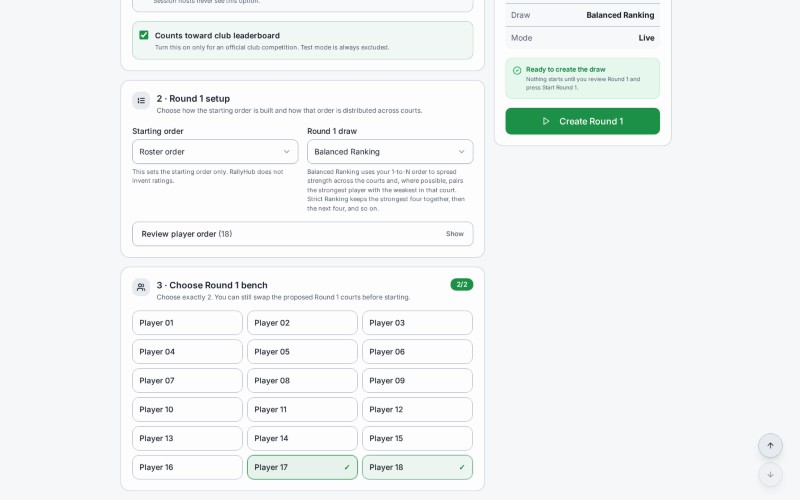 Session hosts never see this option.
Counts toward club leaderboard
Turn this on only for an official club competition. Test mode is always excluded.
2 · Round 1 setup
Choose how the starting order is built and how that order is distributed across courts.
Starting order
Roster order
This sets the starting order only. RallyHub does not
invent ratings.
Round 1 draw
Balanced Ranking
Balanced Ranking uses your 1-to-N order to spread
strength across the courts and, where possible, pairs
the strongest player with the weakest in that court.
Strict Ranking keeps the strongest four together, then
the next four, and so on.
Review player order (18)
Show
3 · Choose Round 1 bench
2/2
Choose exactly 2. You can still swap the proposed Round 1 courts before starting.
Player 01
Player 02
Player 03
Player 04
Player 05
Player 06
Player 07
Player 08
Player 09
Player 10
Player 11
Player 12
Player 13
Player 14
Player 15
Player 16
Player 17 ✓
Player 18 ✓
Draw
Balanced Ranking
Mode
Live
Ready to create the draw
Nothing starts until you review Round 1 and
press Start Round 1.
Create Round 1